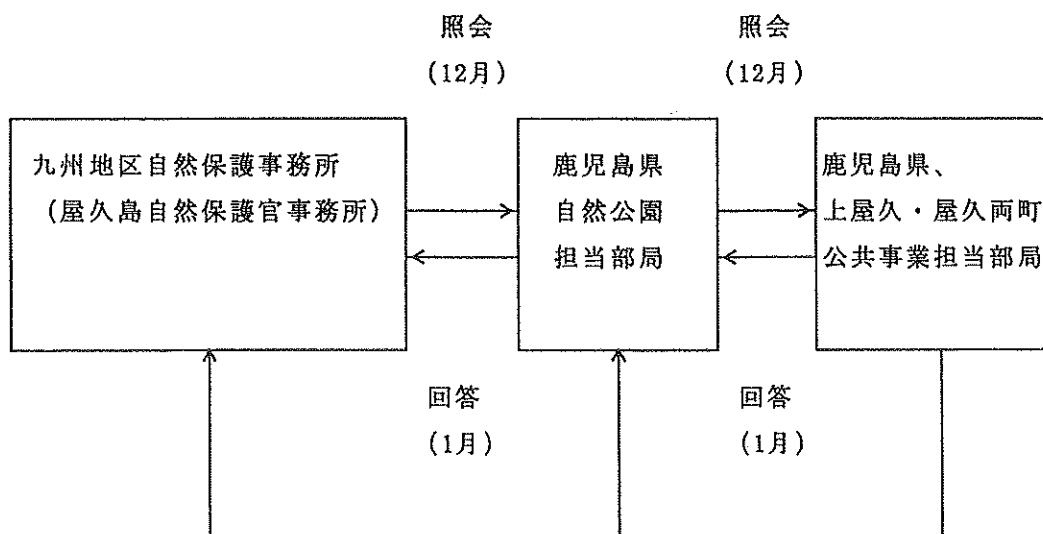 照会
(12月)
照会
(12月)
九州地区自然保護事務所
(屋久島自然保護官事務所)
鹿児島県
自然公園
担当部局
鹿児島県、
上屋久・屋久両町
公共事業担当部局
回答
(1月)
回答
(1月)